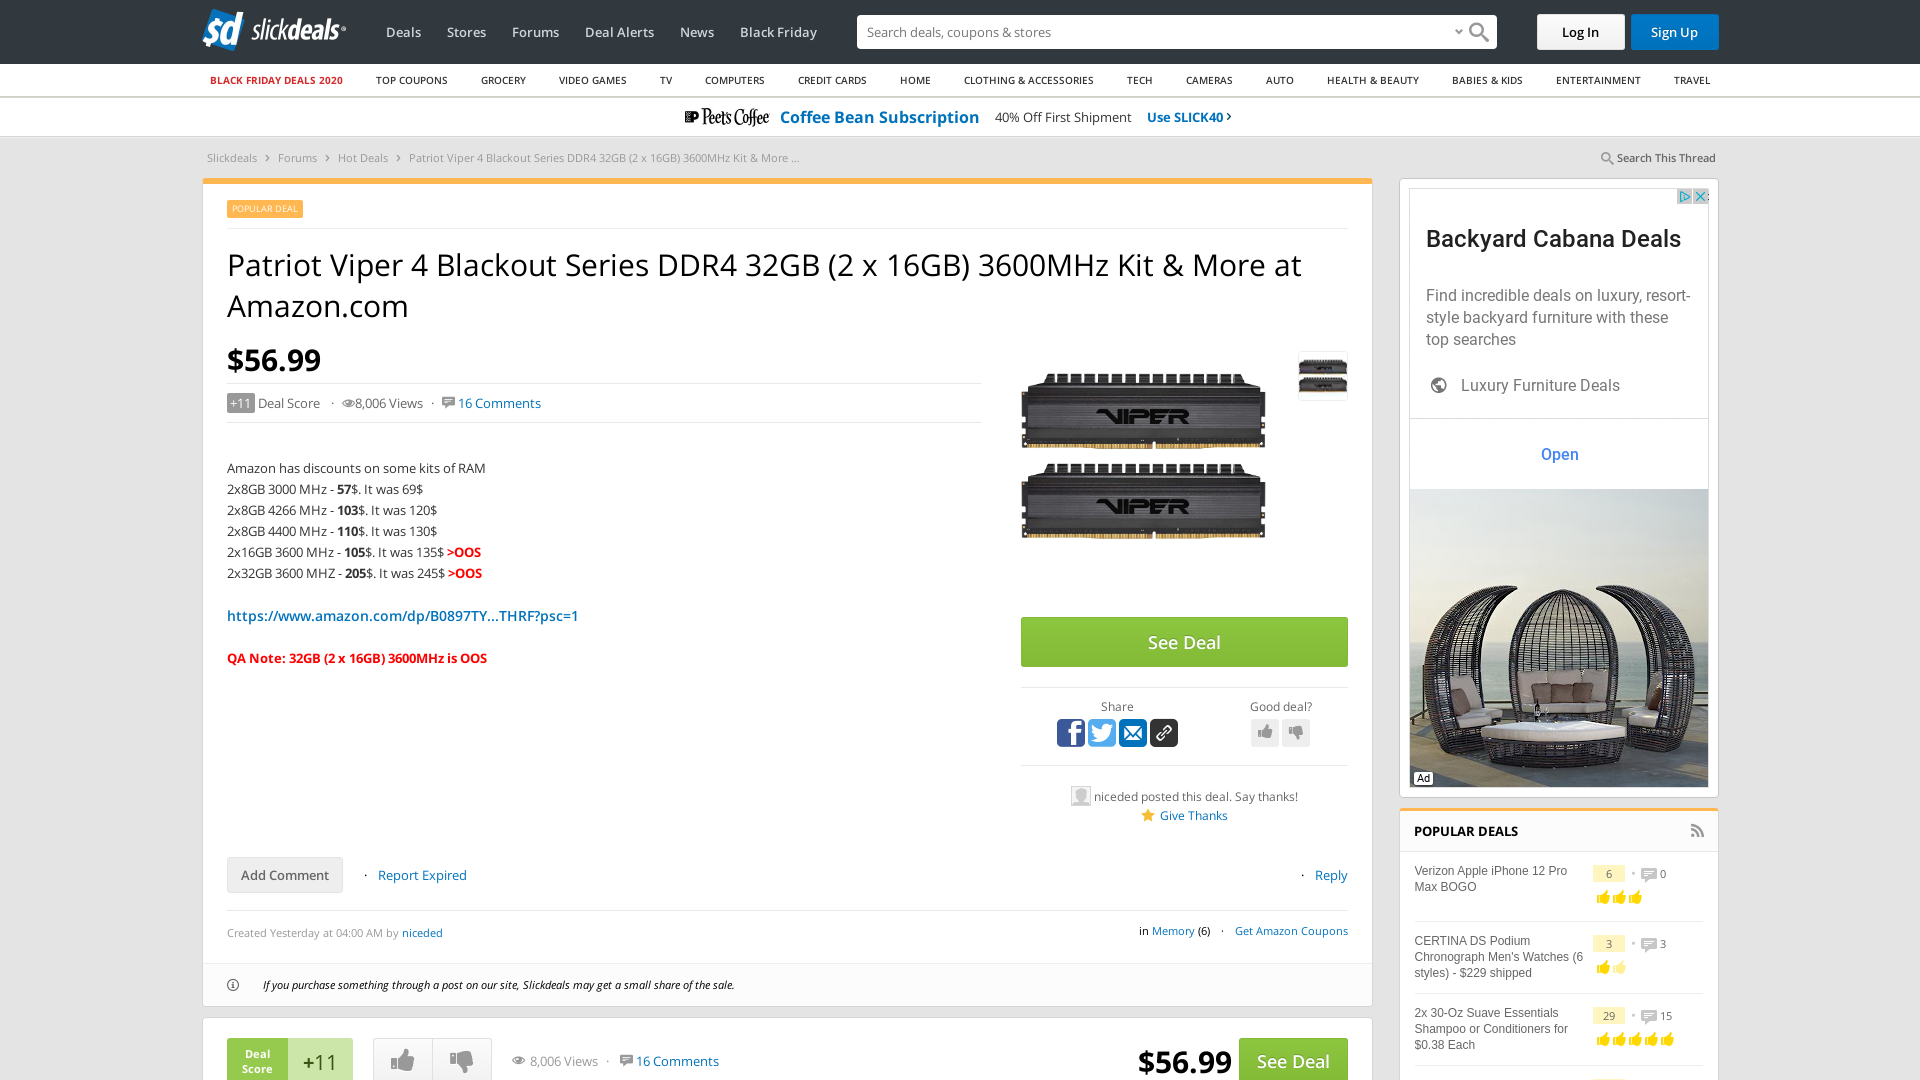 sd slickdeals
Deals Stores Forums Deal Alerts News Black Friday
Search deals, coupons & stores
Log In
Sign Up
BLACK FRIDAY DEALS 2020 TOP COUPONS GROCERY VIDEO GAMES TV COMPUTERS CREDIT CARDS HOME CLOTHING & ACCESSORIES TECH CAMERAS AUTO HEALTH & BEAUTY BABIES & KIDS ENTERTAINMENT TRAVEL
Peet's Coffee Coffee Bean Subscription 40% Off First Shipment Use SLICK40 ›
Slickdeals › Forums › Hot Deals › Patriot Viper 4 Blackout Series DDR4 32GB (2 x 16GB) 3600MHz Kit & More ...
Search This Thread
POPULAR DEAL
Patriot Viper 4 Blackout Series DDR4 32GB (2 x 16GB) 3600MHz Kit & More at
Amazon.com
$56.99
+11 Deal Score · 8,006 Views · 16 Comments
Amazon has discounts on some kits of RAM
2x8GB 3000 MHz - 57$. It was 69$
2x8GB 4266 MHz - 103$. It was 120$
2x8GB 4400 MHz - 110$. It was 130$
2x16GB 3600 MHz - 105$. It was 135$ >OOS
2x32GB 3600 MHZ - 205$. It was 245$ >OOS
https://www.amazon.com/dp/B0897TY...THRF?psc=1
QA Note: 32GB (2 x 16GB) 3600MHz is OOS
VIPER
VIPER
See Deal
Share
Good deal?
niceded posted this deal. Say thanks!
Give Thanks
Add Comment · Report Expired
· Reply
Created Yesterday at 04:00 AM by niceded
in Memory (6) · Get Amazon Coupons
If you purchase something through a post on our site, Slickdeals may get a small share of the sale.
Deal
Score
+11
8,006 Views · 16 Comments
$56.99
See Deal
Backyard Cabana Deals
Find incredible deals on luxury, resort-
style backyard furniture with these
top searches
Luxury Furniture Deals
Open
Ad
POPULAR DEALS
Verizon Apple iPhone 12 Pro
Max BOGO
6 • 0
CERTINA DS Podium
Chronograph Men's Watches (6
styles) - $229 shipped
3 • 3
2x 30-Oz Suave Essentials
Shampoo or Conditioners for
$0.38 Each
29 • 15